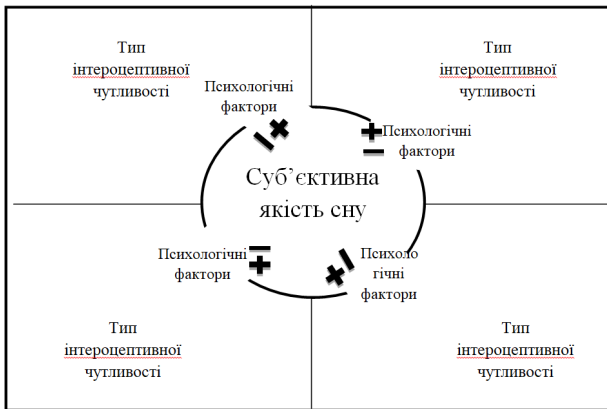 Тип
інтероцептивної
чутливості
Тип
інтероцептивної
чутливості
Психологічні
фактори
Психологічні
фактори
Суб’єктивна
якість сну
Психологічні
фактори
Психоло
гічні
фактори
Тип
інтероцептивної
чутливості
Тип
інтероцептивної
чутливості